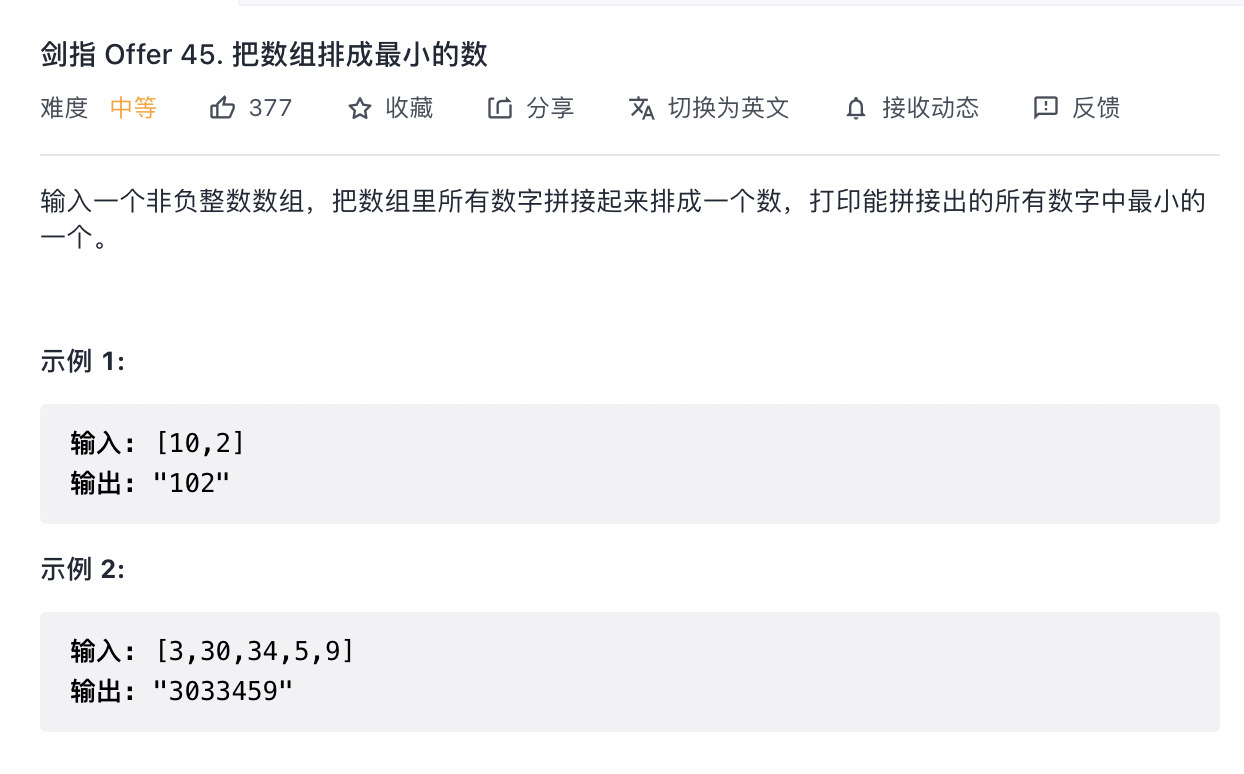 剑指 Offer 45. 把数组排成最小的数
难度 中等 377 收藏 分享 切换为英文 接收动态 反馈
输入一个非负整数数组，把数组里所有数字拼接起来排成一个数，打印能拼接出的所有数字中最小的
一个。
示例 1:
输入: [10,2]
输出: "102"
示例 2:
输入: [3,30,34,5,9]
输出: "3033459"